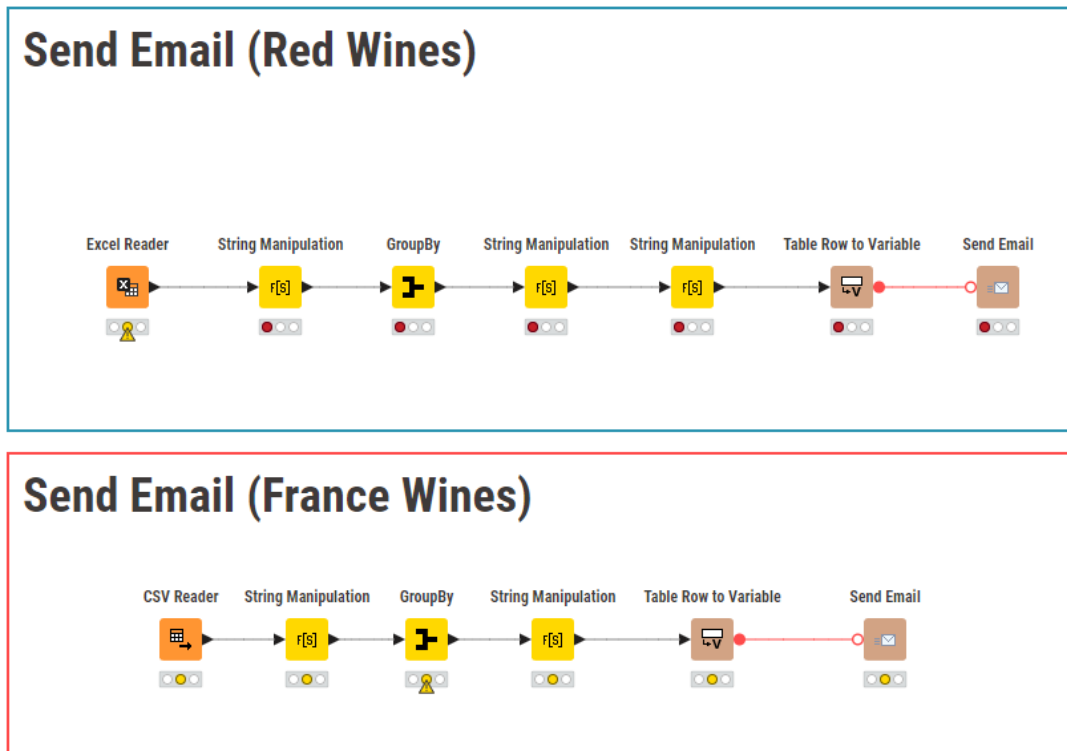 Send Email (Red Wines)
Excel Reader String Manipulation GroupBy String Manipulation String Manipulation Table Row to Variable Send Email
F[S] F[S] F[S] V
Send Email (France Wines)
CSV Reader String Manipulation GroupBy String Manipulation Table Row to Variable Send Email
F[S] F[S] V